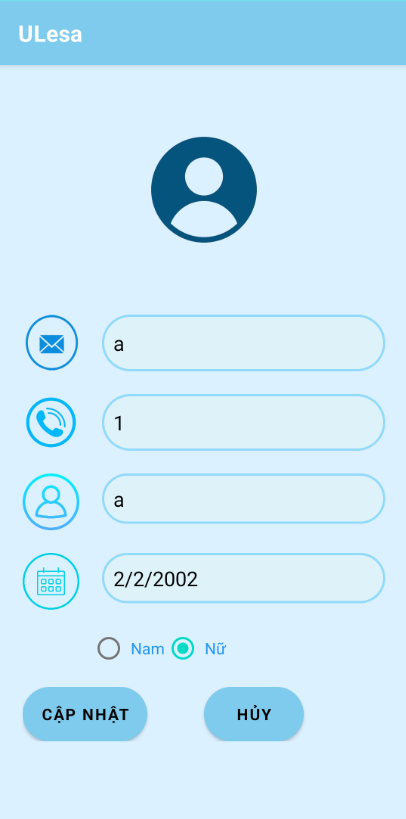 ULesa
a
1
a
2/2/2002
Nam Nữ
CẬP NHẬT HỦY